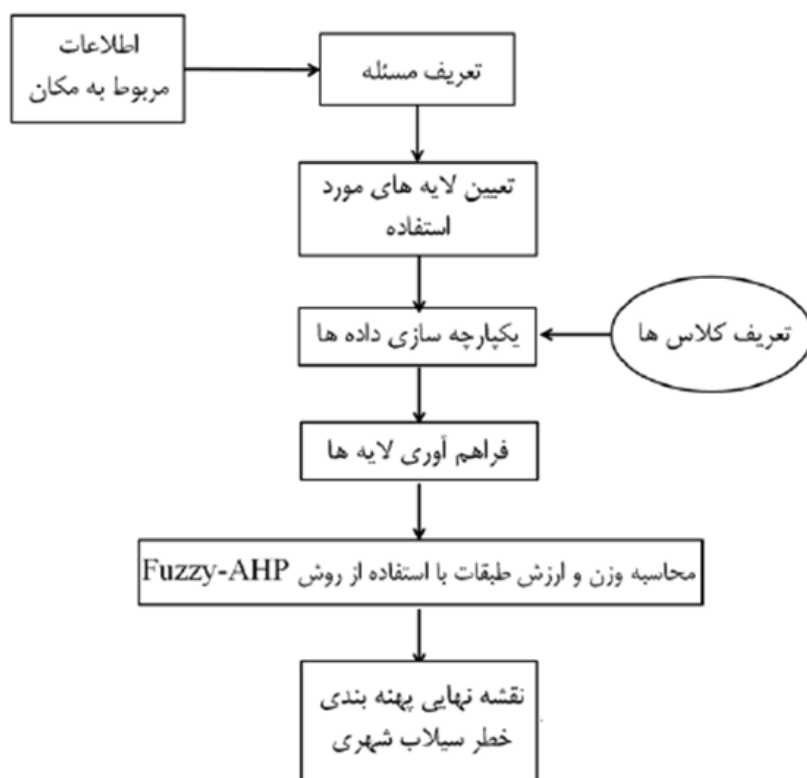 اطلاعات
مربوط به مکان
تعریف مسئله
تعیین لایه های مورد
استفاده
یکپارچه سازی داده ها
تعریف کلاس ها
فراهم آوری لایه ها
محاسبه وزن و ارزش طبقات با استفاده از روش Fuzzy-AHP
نقشه نهایی پهنه بندی
خطر سیلاب شهری